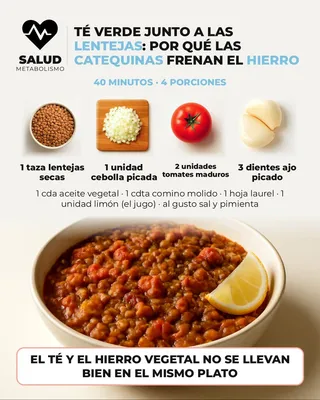 SALUD
METABOLISMO
TÉ VERDE JUNTO A LAS
LENTEJAS: POR QUÉ LAS
CATEQUINAS FRENAN EL HIERRO
40 MINUTOS · 4 PORCIONES
1 taza lentejas
secas
1 unidad
cebolla picada
2 unidades
tomates maduros
3 dientes ajo
picado
1 cda aceite vegetal · 1 cdta comino molido · 1 hoja laurel · 1
unidad limón (el jugo) · al gusto sal y pimienta
EL TÉ Y EL HIERRO VEGETAL NO SE LLEVAN
BIEN EN EL MISMO PLATO